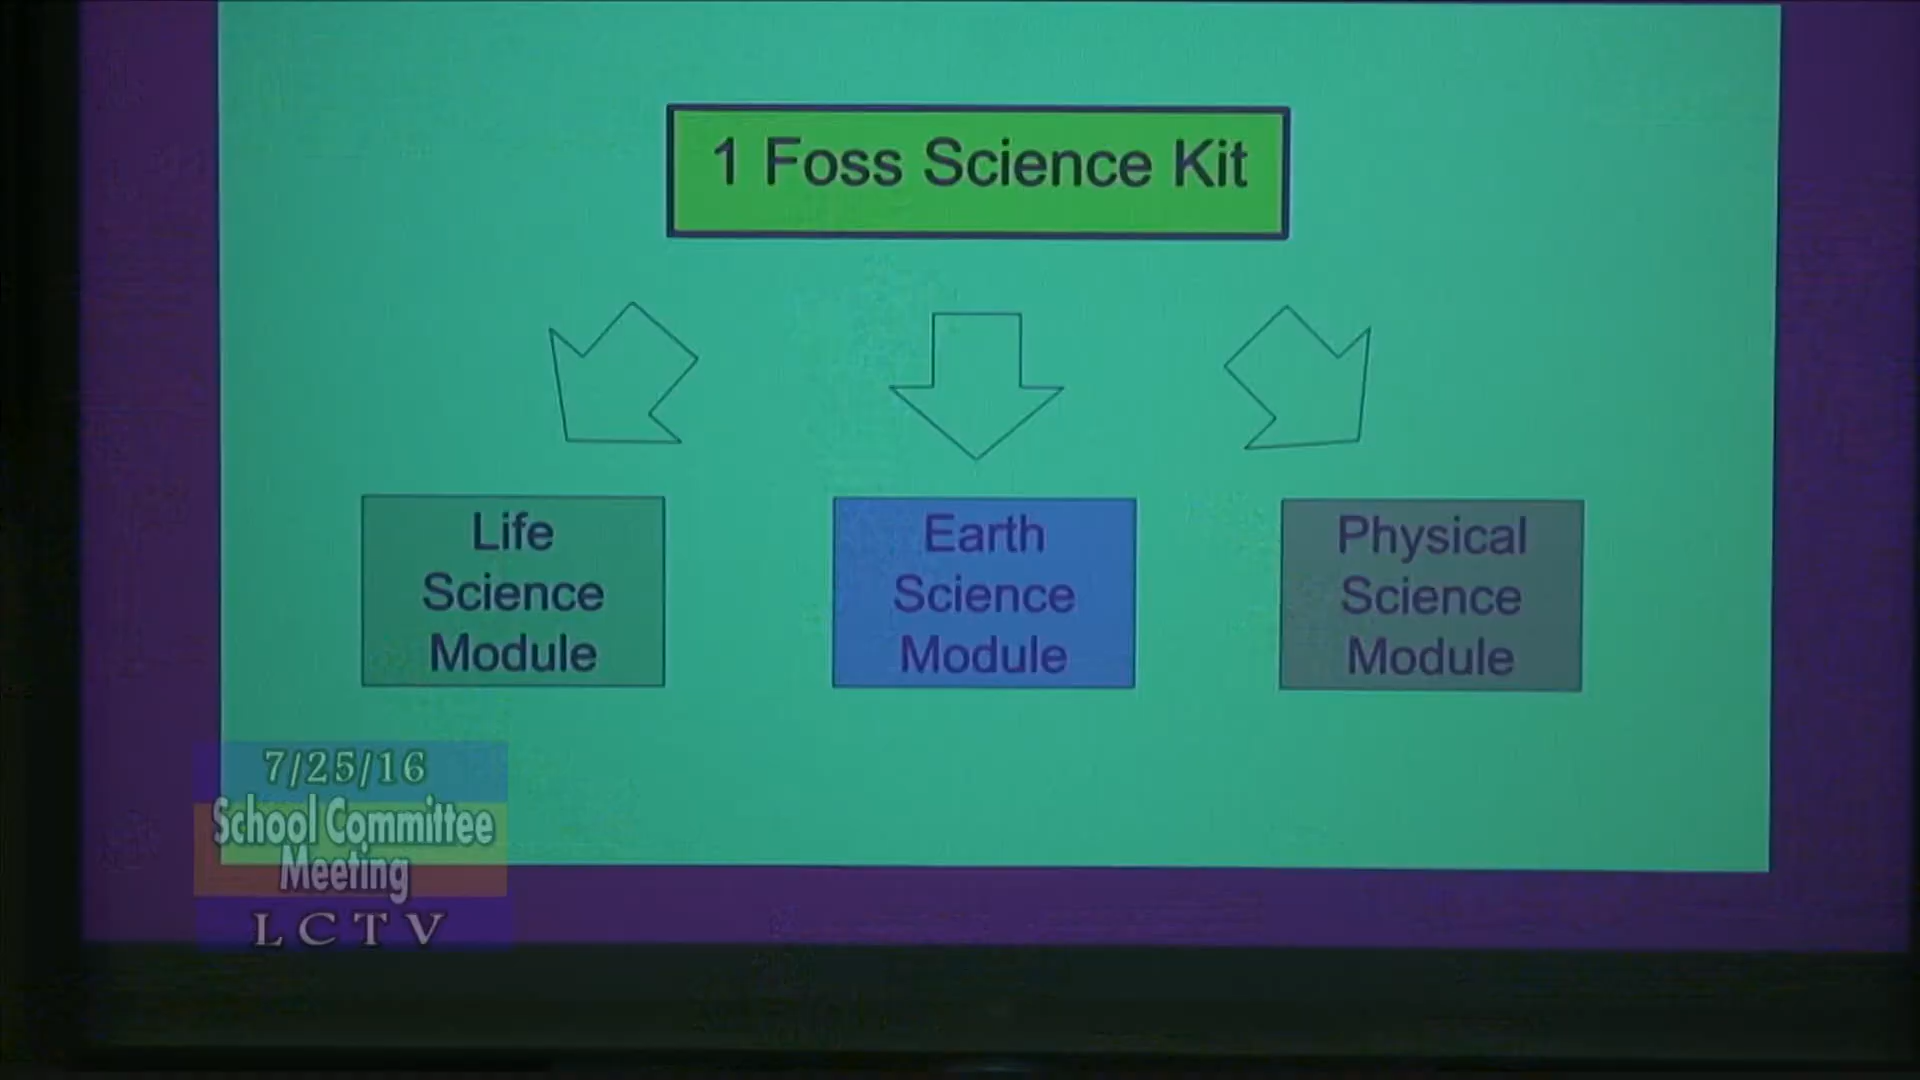 1 Foss Science Kit
Life
Science
Module
Earth
Science
Module
Physical
Science
Module
7/25/16
School Committee
Meeting
LCTV